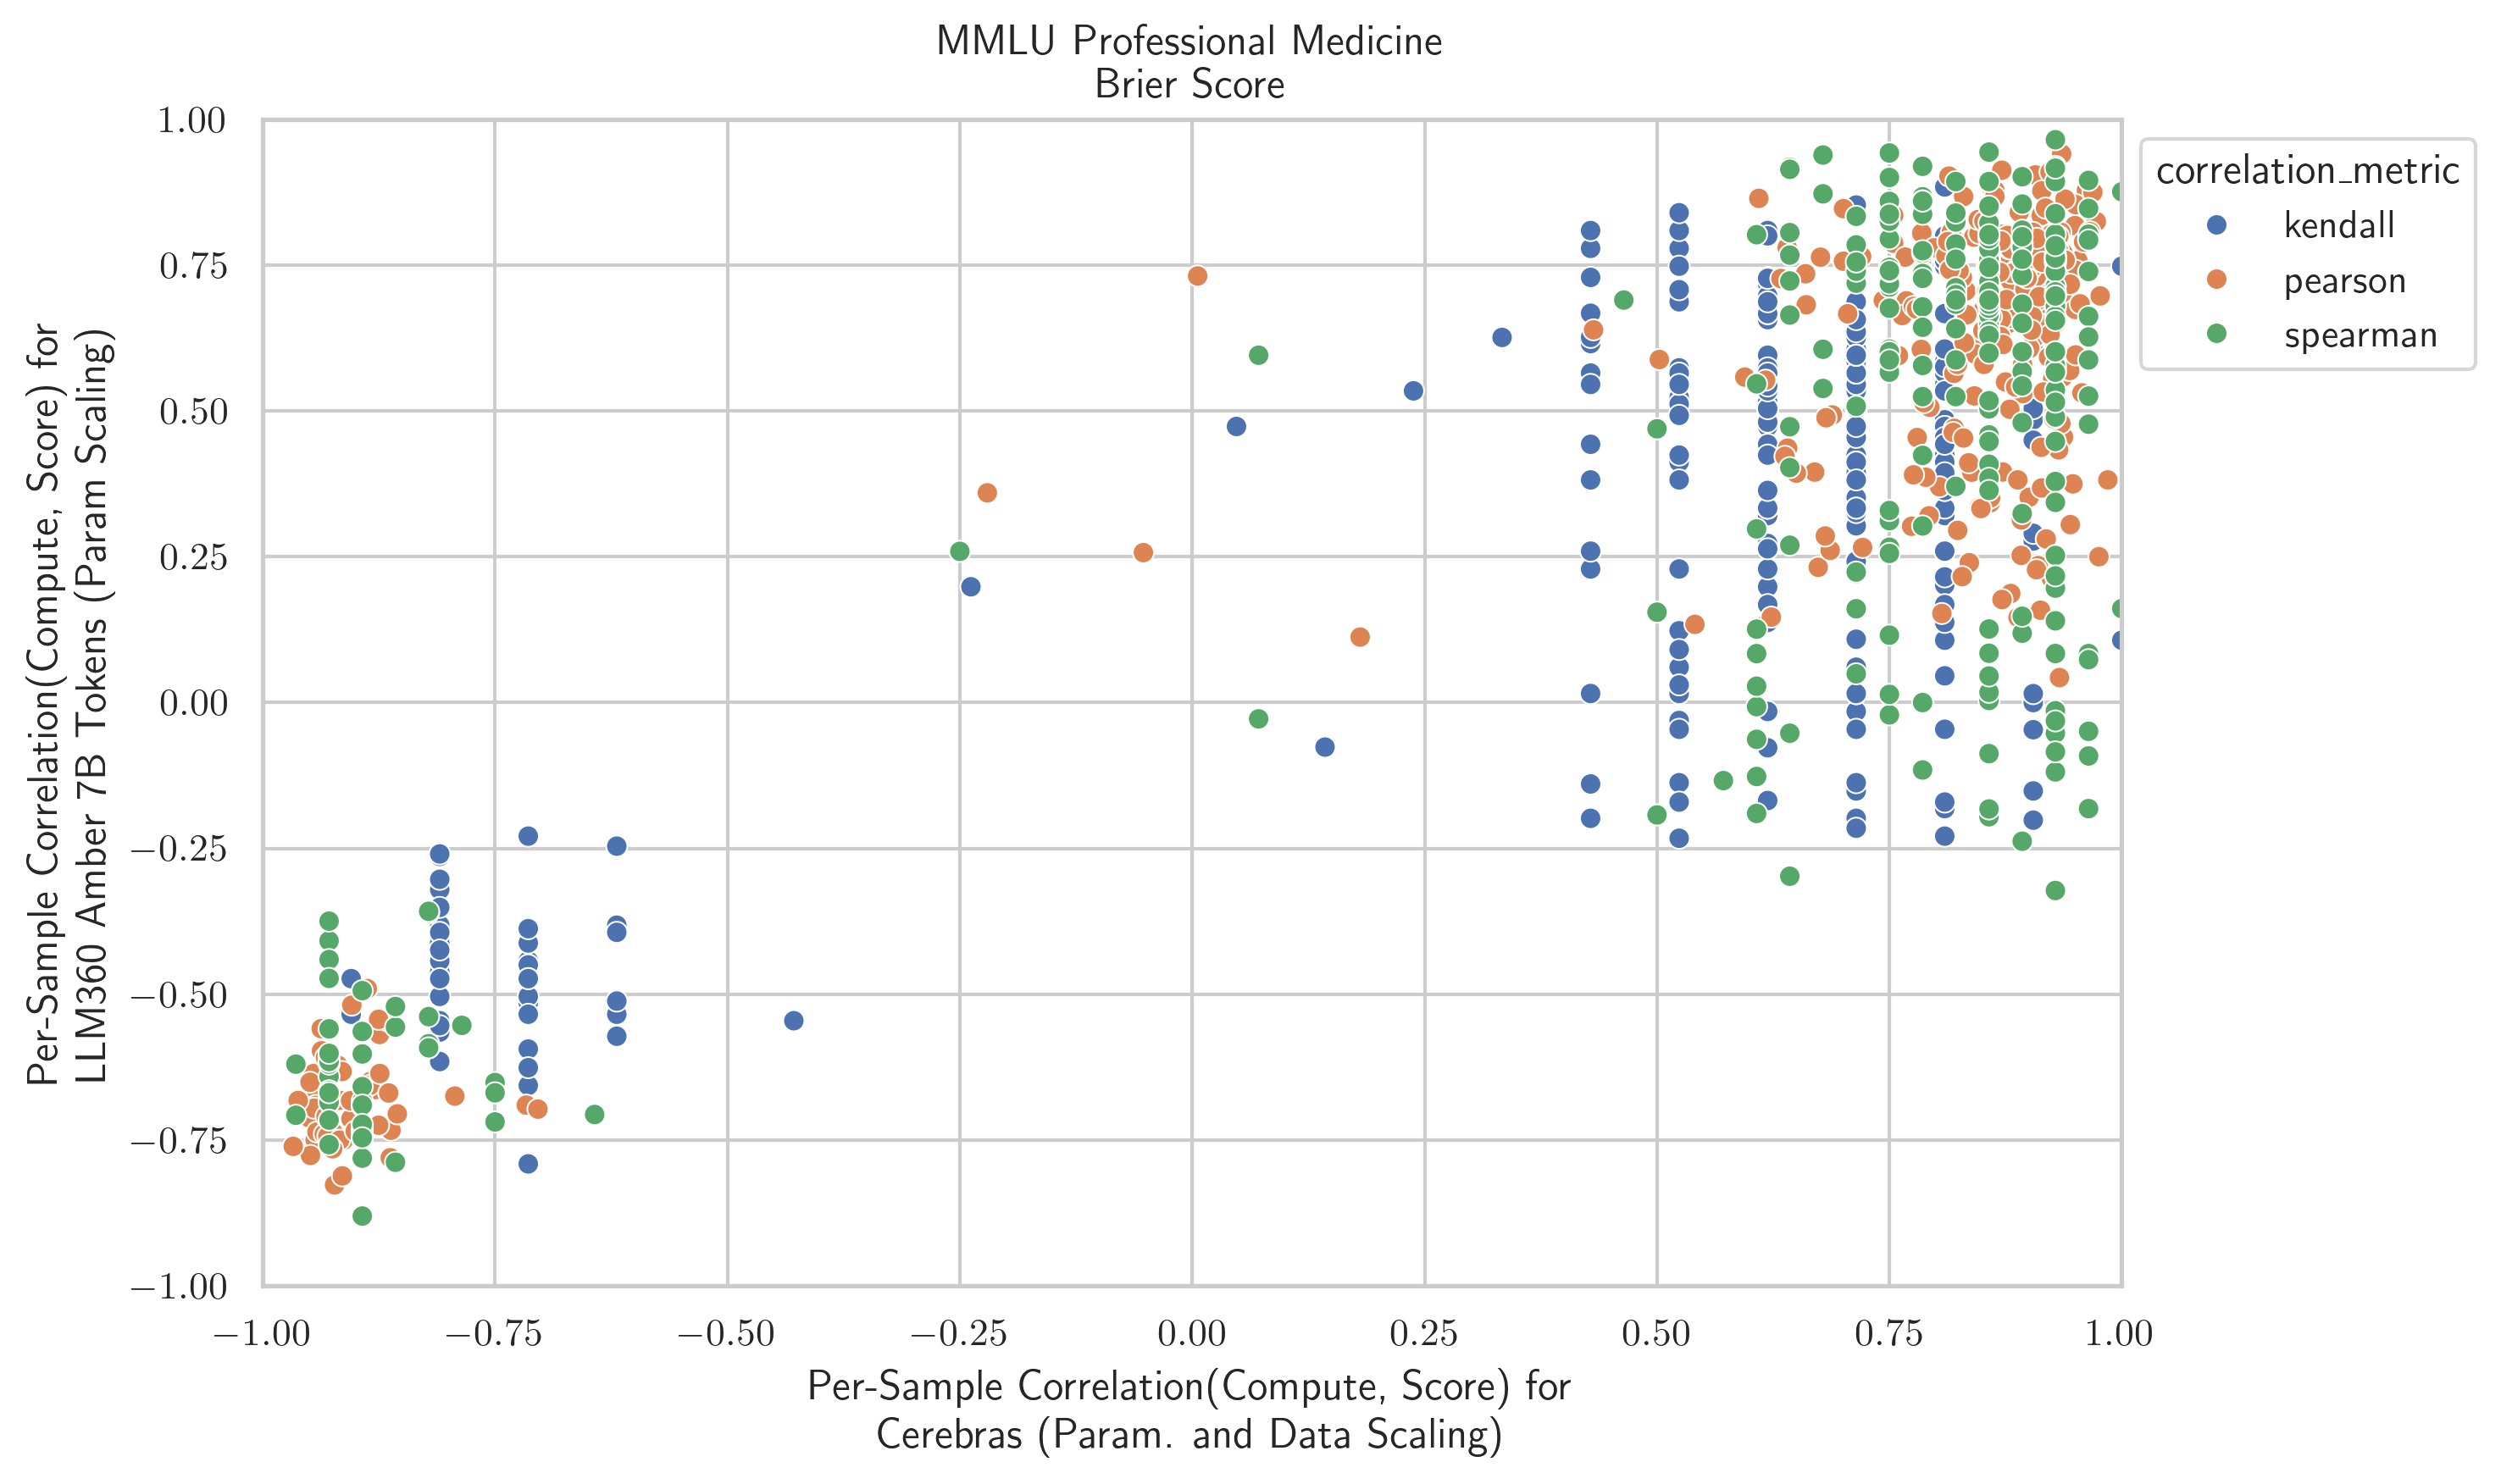 MMLU Professional Medicine
Brier Score
1.00
0.75
0.50
0.25
0.00
−0.25
−0.50
−0.75
−1.00
Per-Sample Correlation(Compute, Score) for
LLM360 Amber 7B Tokens (Param Scaling)
correlation_metric
kendall
pearson
spearman
−1.00 −0.75 −0.50 −0.25 0.00 0.25 0.50 0.75 1.00
Per-Sample Correlation(Compute, Score) for
Cerebras (Param. and Data Scaling)